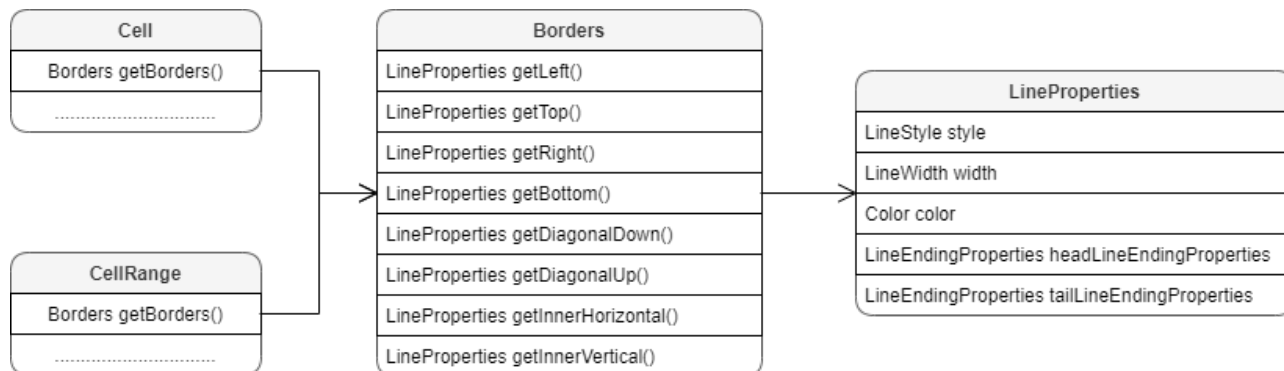 Cell
Borders getBorders()
................................
CellRange
Borders getBorders()
................................
Borders
LineProperties getLeft()
LineProperties getTop()
LineProperties getRight()
LineProperties getBottom()
LineProperties getDiagonalDown()
LineProperties getDiagonalUp()
LineProperties getInnerHorizontal()
LineProperties getInnerVertical()
LineProperties
LineStyle style
LineWidth width
Color color
LineEndingProperties headLineEndingProperties
LineEndingProperties tailLineEndingProperties